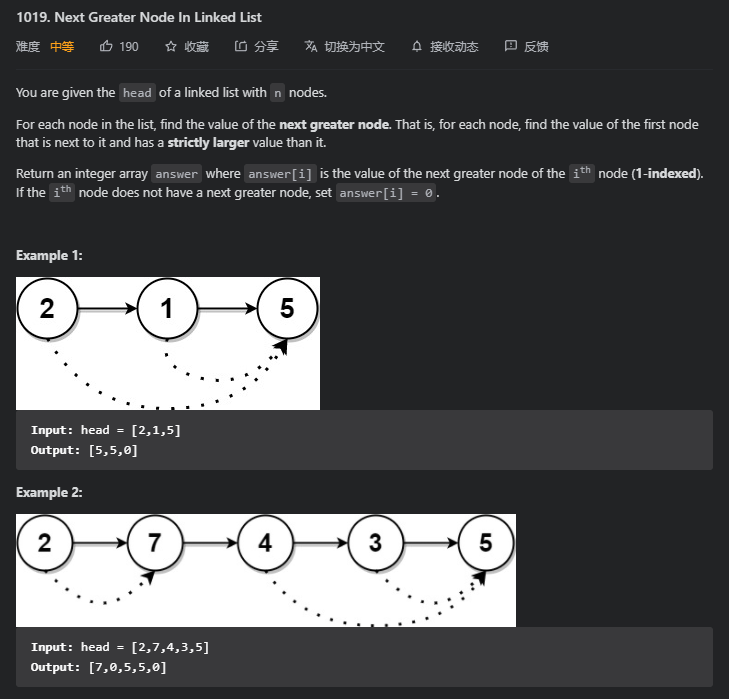 1019. Next Greater Node In Linked List
难度 中等 190 收藏 分享 切换为中文 接收动态 反馈
You are given the head of a linked list with n nodes.
For each node in the list, find the value of the next greater node. That is, for each node, find the value of the first node
that is next to it and has a strictly larger value than it.
Return an integer array answer where answer[i] is the value of the next greater node of the ith node (1-indexed).
If the ith node does not have a next greater node, set answer[i] = 0.
Example 1:
2 1 5
Input: head = [2,1,5]
Output: [5,5,0]
Example 2:
2 7 4 3 5
Input: head = [2,7,4,3,5]
Output: [7,0,5,5,0]